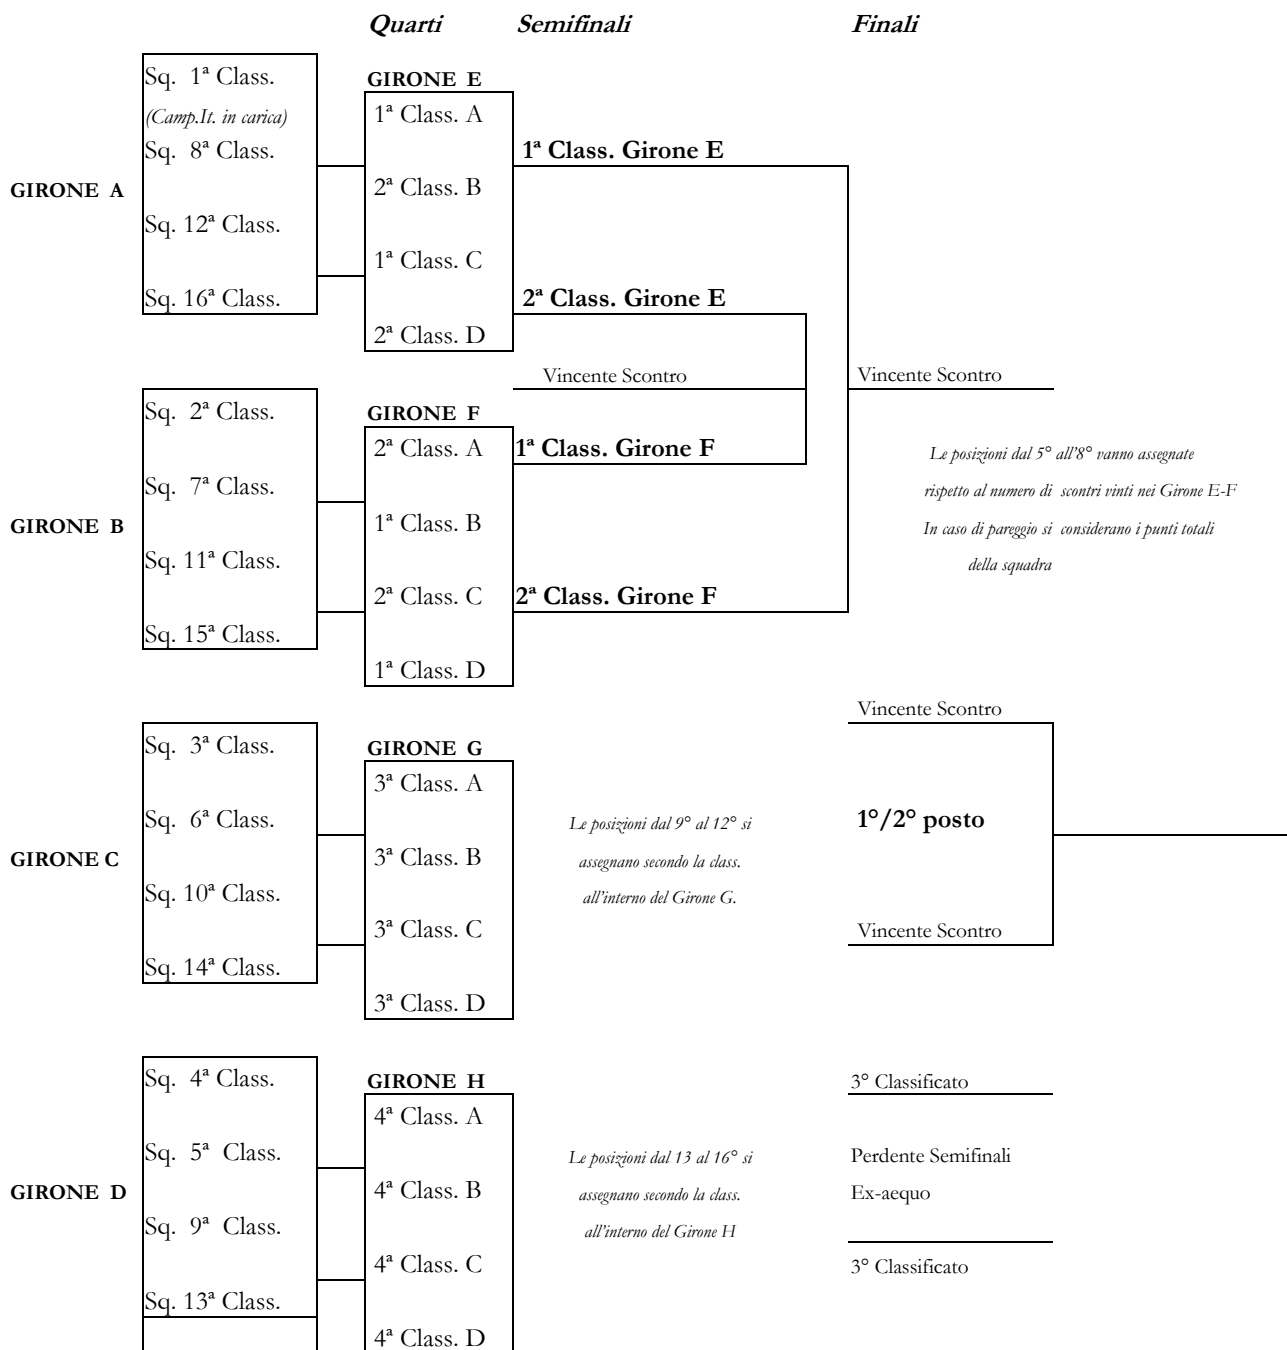 Quarti
Semifinali
Finali
GIRONE A
Sq. 1ª Class.
(Camp.It. in carica)
Sq. 8ª Class.
Sq. 12ª Class.
Sq. 16ª Class.
GIRONE E
1ª Class. A
2ª Class. B
1ª Class. C
2ª Class. D
1ª Class. Girone E
2ª Class. Girone E
Vincente Scontro
Vincente Scontro
GIRONE B
Sq. 2ª Class.
Sq. 7ª Class.
Sq. 11ª Class.
Sq. 15ª Class.
GIRONE F
2ª Class. A
1ª Class. B
2ª Class. C
1ª Class. D
1ª Class. Girone F
2ª Class. Girone F
Le posizioni dal 5° all'8° vanno assegnate
rispetto al numero di scontri vinti nei Girone E-F
In caso di pareggio si considerano i punti totali
della squadra
GIRONE C
Sq. 3ª Class.
Sq. 6ª Class.
Sq. 10ª Class.
Sq. 14ª Class.
GIRONE G
3ª Class. A
3ª Class. B
3ª Class. C
3ª Class. D
Le posizioni dal 9° al 12° si
assegnano secondo la class.
all'interno del Girone G.
Vincente Scontro
1°/2° posto
Vincente Scontro
GIRONE D
Sq. 4ª Class.
Sq. 5ª Class.
Sq. 9ª Class.
Sq. 13ª Class.
GIRONE H
4ª Class. A
4ª Class. B
4ª Class. C
4ª Class. D
Le posizioni dal 13 al 16° si
assegnano secondo la class.
all'interno del Girone H
3° Classificato
Perdente Semifinali
Ex-aequo
3° Classificato